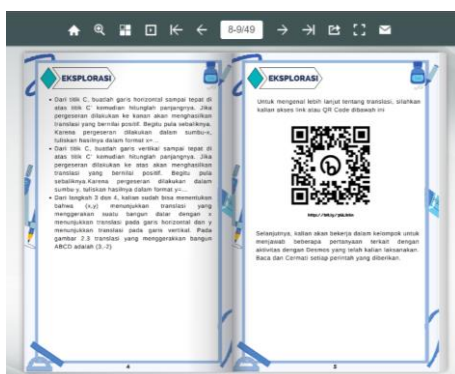 8-9/49
EKSPLORASI
• Dari titik C, buatlah garis horizontal sampai tepat di
atas titik C' kemudian hitunglah panjangnya. Jika
pergeseran dilakukan ke kanan akan menghasilkan
translasi yang bernilai positif. Begitu pula sebaliknya.
Karena pergeseran dilakukan dalam sumbu-x,
tuliskan hasilnya dalam format x=...
• Dari titik C, buatlah garis vertikal sampai tepat di
atas titik C' kemudian hitunglah panjangnya. Jika
pergeseran dilakukan ke atas akan menghasilkan
translasi yang bernilai positif. Begitu pula
sebaliknya.Karena pergeseran dilakukan dalam
sumbu y, tuliskan hasilnya dalam format y=...
• Dari langkah 3 dan 4, kalian sudah bisa menentukan
bahwa (x,y) menunjukkan translasi yang
menggerakan suatu bangun datar dengan x
menunjukkan translasi pada garis horizontal dan y
menunjukkan translasi pada garis vertikal. Pada
gambar 2.3 translasi yang menggerakkan bangun
ABCD adalah (3,-2)
4
EKSPLORASI
Untuk mengenal lebih lanjut tentang translasi, silahkan
kalian akses link atau QR Code dibawah ini
Selanjutnya, kalian akan bekerja dalam kelompok untuk
menjawab beberapa pertanyaan terkait dengan
aktivitas dengan Desmos yang telah kalian laksanakan.
Baca dan Cermati setiap perintah yang diberikan.